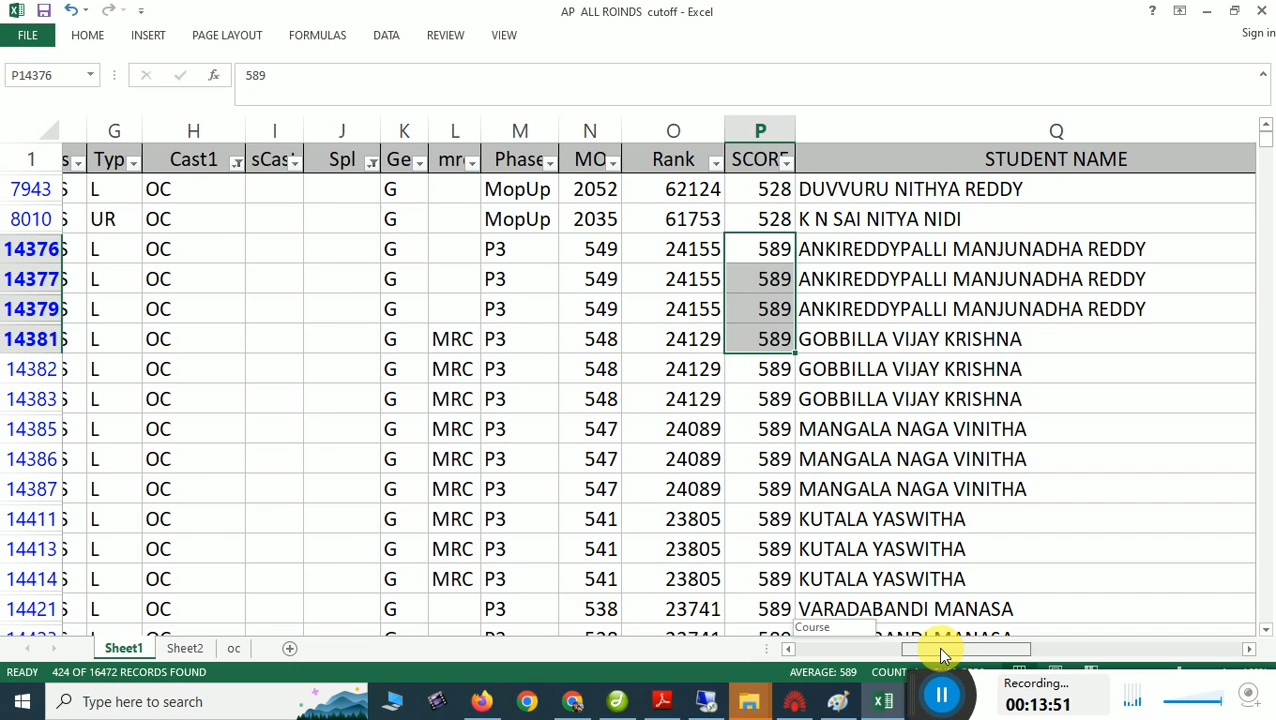 AP ALL ROINDS cutoff - Excel
FILE HOME INSERT PAGE LAYOUT FORMULAS DATA REVIEW VIEW Sign in
P14376 589
G H I J K L M N O P Q
1 s Typ Cast1 sCas Spl Ge mr Phase MO Rank SCORE STUDENT NAME
7943 S L OC G MopUp 2052 62124 528 DUVVURU NITHYA REDDY
8010 S UR OC G MopUp 2035 61753 528 K N SAI NITYA NIDI
14376 S L OC G P3 549 24155 589 ANKIREDDYPALLI MANJUNADHA REDDY
14377 S L OC G P3 549 24155 589 ANKIREDDYPALLI MANJUNADHA REDDY
14379 S L OC G P3 549 24155 589 ANKIREDDYPALLI MANJUNADHA REDDY
14381 S L OC G MRC P3 548 24129 589 GOBBILLA VIJAY KRISHNA
14382 S L OC G MRC P3 548 24129 589 GOBBILLA VIJAY KRISHNA
14383 S L OC G MRC P3 548 24129 589 GOBBILLA VIJAY KRISHNA
14385 S L OC G MRC P3 547 24089 589 MANGALA NAGA VINITHA
14386 S L OC G MRC P3 547 24089 589 MANGALA NAGA VINITHA
14387 S L OC G MRC P3 547 24089 589 MANGALA NAGA VINITHA
14411 S L OC G MRC P3 541 23805 589 KUTALA YASWITHA
14413 S L OC G MRC P3 541 23805 589 KUTALA YASWITHA
14414 S L OC G MRC P3 541 23805 589 KUTALA YASWITHA
14421 S L OC G P3 538 23741 589 VARADABANDI MANASA
Course
Sheet1 Sheet2 oc
READY 424 OF 16472 RECORDS FOUND AVERAGE: 589 COUNT
Type here to search
Recording...
00:13:51